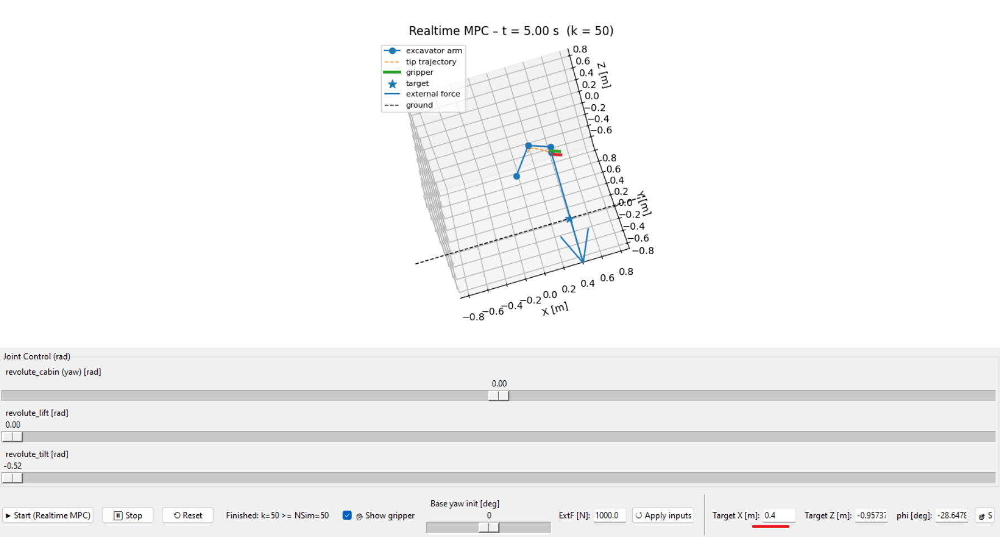 Realtime MPC – t = 5.00 s (k = 50)
excavator arm
tip trajectory
gripper
target
external force
ground
0.8
0.6
0.4
0.2
0.0
−0.2
−0.4
−0.6
Z [m]
0.8
0.6
0.4
0.2
0.0
−0.2
−0.4
−0.6
−0.8
Y [m]
−0.8
−0.6
−0.4
−0.2
0.0
0.2
0.4
0.6
0.8
X [m]
Joint Control (rad)
revolute_cabin (yaw) [rad]
0.00
revolute_lift [rad]
0.00
revolute_tilt [rad]
-0.52
Base yaw init [deg]
Start (Realtime MPC) Stop Reset Finished: k=50 >= NSim=50 Show gripper 0 ExtF [N]: 1000.0 Apply inputs Target X [m]: 0.4 Target Z [m]: -0.95737 phi [deg]: -28.6478 S